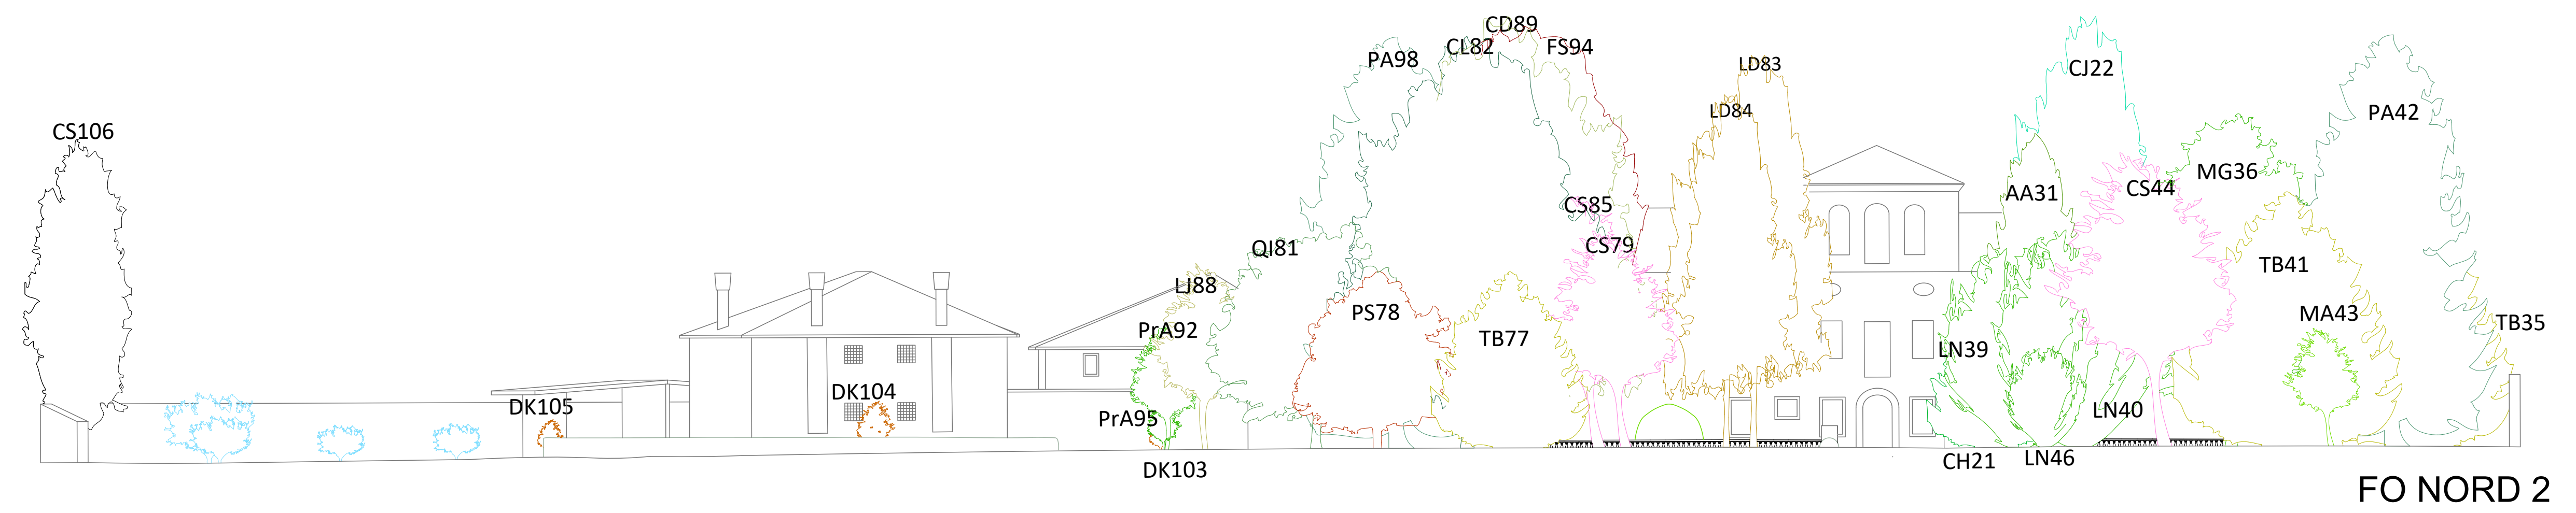 CD89
CL82
FS94
PA98
LD83
CJ22
LD84
PA42
CS106
MG36
CS44
AA31
CS85
QI81
CS79
TB41
LJ88
PS78
MA43
TB35
PrA92
TB77
LN39
DK104
DK105
LN40
PrA95
LN46
CH21
DK103
FO NORD 2